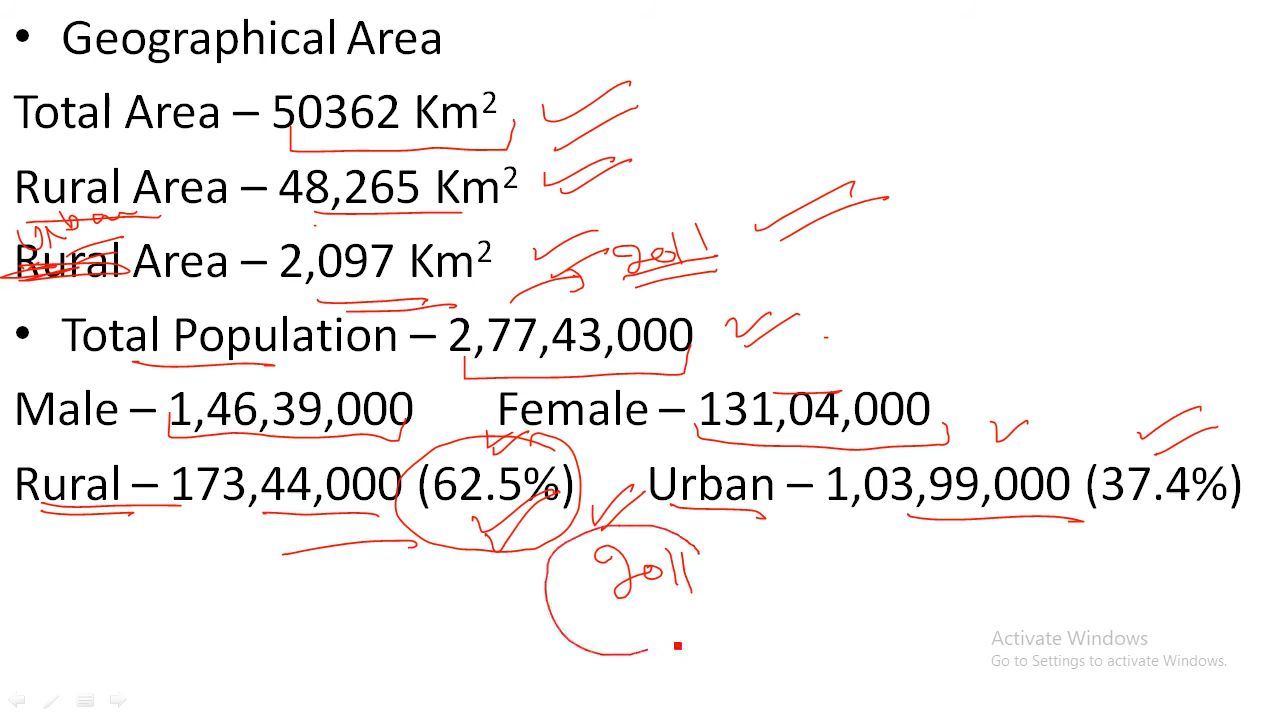 • Geographical Area
Total Area – 50362 Km²
Rural Area – 48,265 Km²
Urban
Rural Area – 2,097 Km² 2011
• Total Population – 2,77,43,000
Male – 1,46,39,000 Female – 131,04,000
Rural – 173,44,000 (62.5%) Urban – 1,03,99,000 (37.4%)
2011
Activate Windows
Go to Settings to activate Windows.